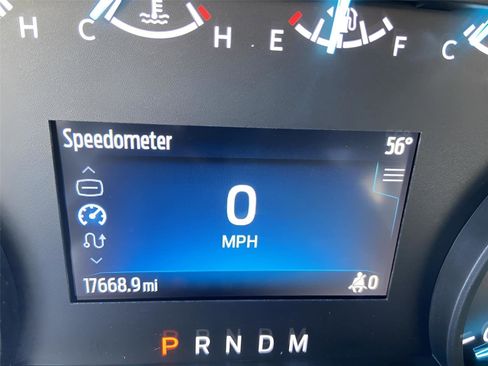 H C H E F C
Speedometer 56°
0
MPH
17668.9 mi 0
P R N D M